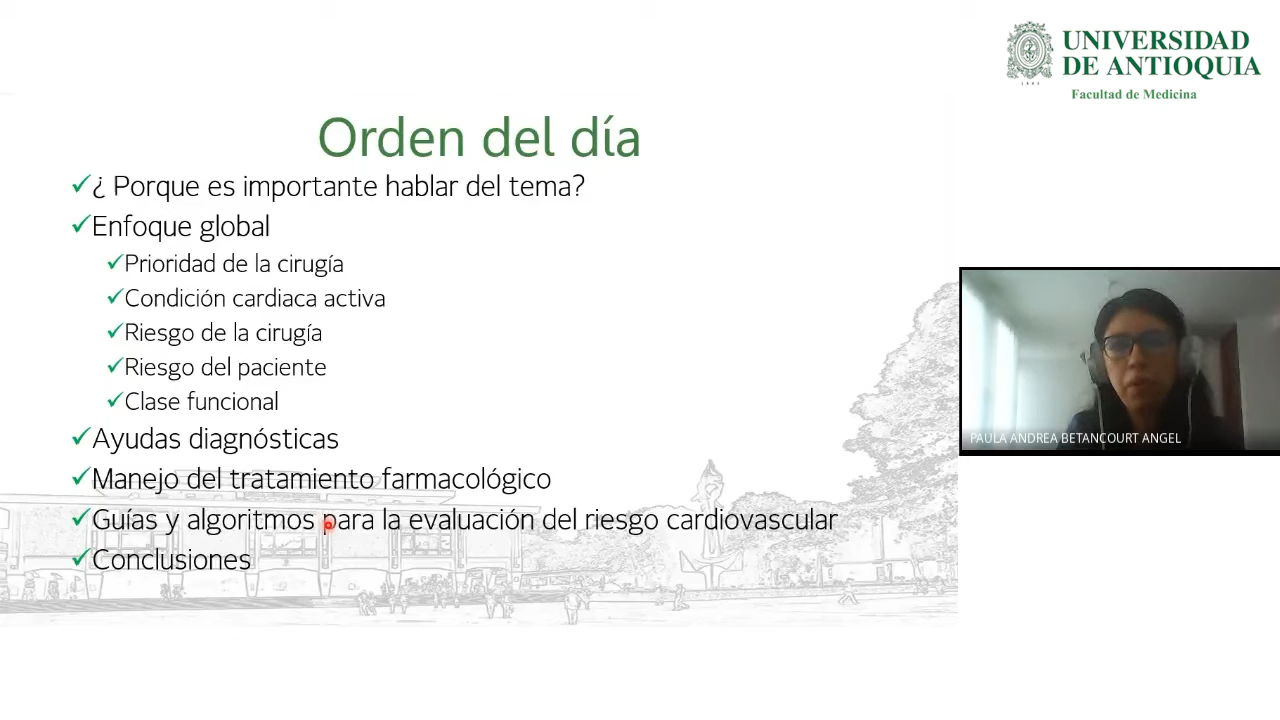 UNIVERSIDAD
DE ANTIOQUIA
1803
Facultad de Medicina
Orden del día
✓¿ Porque es importante hablar del tema?
✓Enfoque global
✓Prioridad de la cirugía
✓Condición cardiaca activa
✓Riesgo de la cirugía
✓Riesgo del paciente
✓Clase funcional
✓Ayudas diagnósticas
✓Manejo del tratamiento farmacológico
✓Guías y algoritmos para la evaluación del riesgo cardiovascular
✓Conclusiones
PAULA ANDREA BETANCOURT ANGEL